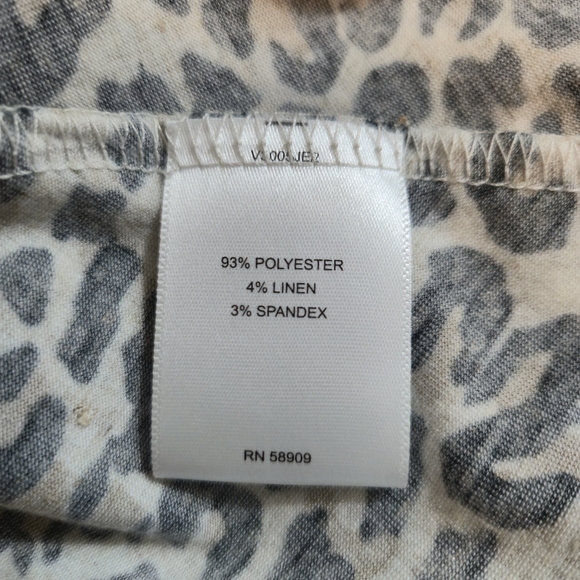 93% POLYESTER
4% LINEN
3% SPANDEX
RN 58909